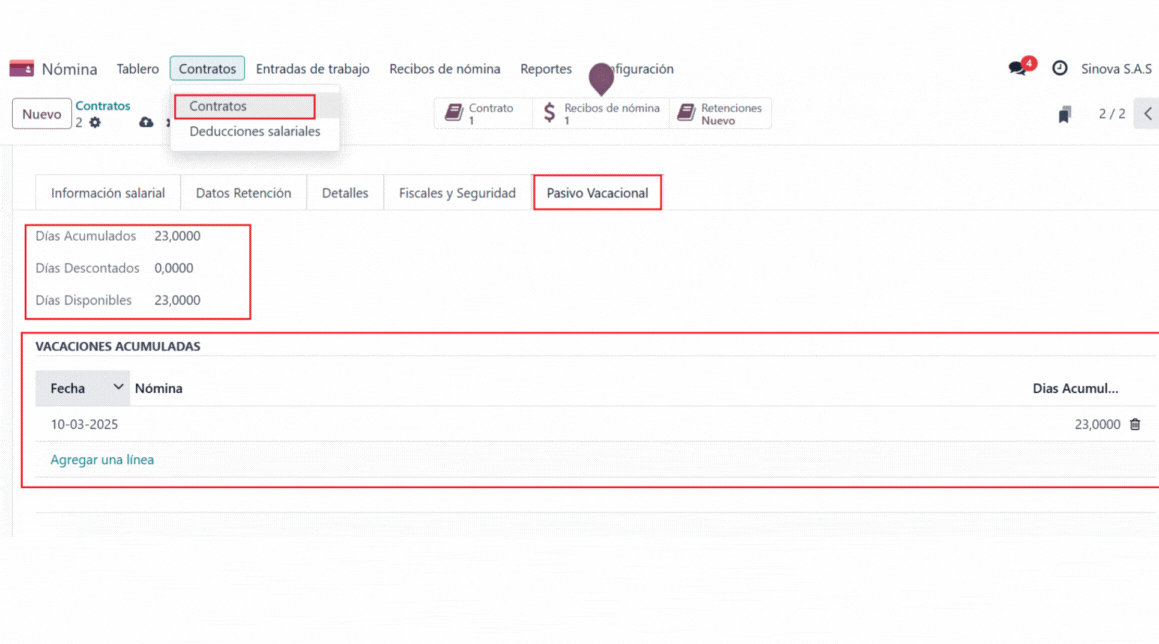 Nómina Tablero Contratos Entradas de trabajo Recibos de nómina Reportes figuración 4 Sinova S.A.S
Nuevo Contratos 2
Contratos
Deducciones salariales
Contrato 1
Recibos de nómina 1
Retenciones Nuevo
2 / 2
Información salarial Datos Retención Detalles Fiscales y Seguridad Pasivo Vacacional
Días Acumulados 23,0000
Días Descontados 0,0000
Días Disponibles 23,0000
VACACIONES ACUMULADAS
Fecha Nómina Dias Acumul...
10-03-2025 23,0000
Agregar una línea